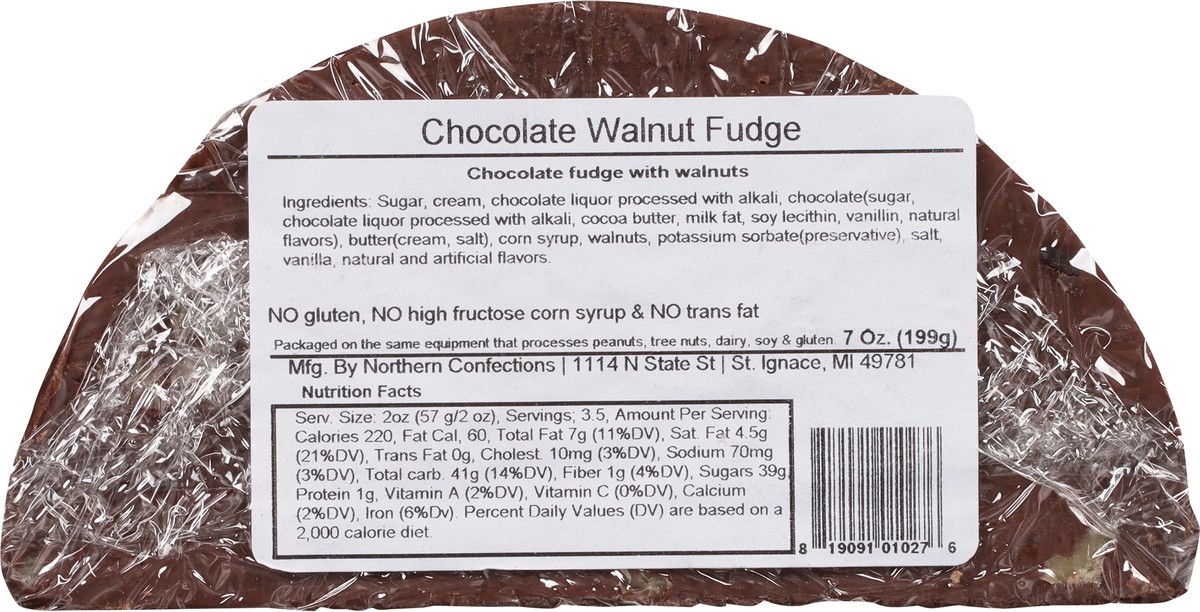 Chocolate Walnut Fudge
Chocolate fudge with walnuts
Ingredients: Sugar, cream, chocolate liquor processed with alkali, chocolate(sugar,
chocolate liquor processed with alkali, cocoa butter, milk fat, soy lecithin, vanillin, natural
flavors), butter(cream, salt), corn syrup, walnuts, potassium sorbate(preservative), salt,
vanilla, natural and artificial flavors.
NO gluten, NO high fructose corn syrup & NO trans fat
Packaged on the same equipment that processes peanuts, tree nuts, dairy, soy & gluten. 7 Oz. (199g)
Mfg. By Northern Confections | 1114 N State St | St. Ignace, MI 49781
Nutrition Facts
Serv. Size: 2oz (57 g/2 oz), Servings; 3.5, Amount Per Serving:
Calories 220, Fat Cal, 60, Total Fat 7g (11%DV), Sat. Fat 4.5g
(21%DV), Trans Fat 0g, Cholest. 10mg (3%DV), Sodium 70mg
(3%DV), Total carb. 41g (14%DV), Fiber 1g (4%DV), Sugars 39g
Protein 1g, Vitamin A (2%DV), Vitamin C (0%DV), Calcium
(2%DV), Iron (6%Dv). Percent Daily Values (DV) are based on a
2,000 calorie diet.
8 19091 01027 6